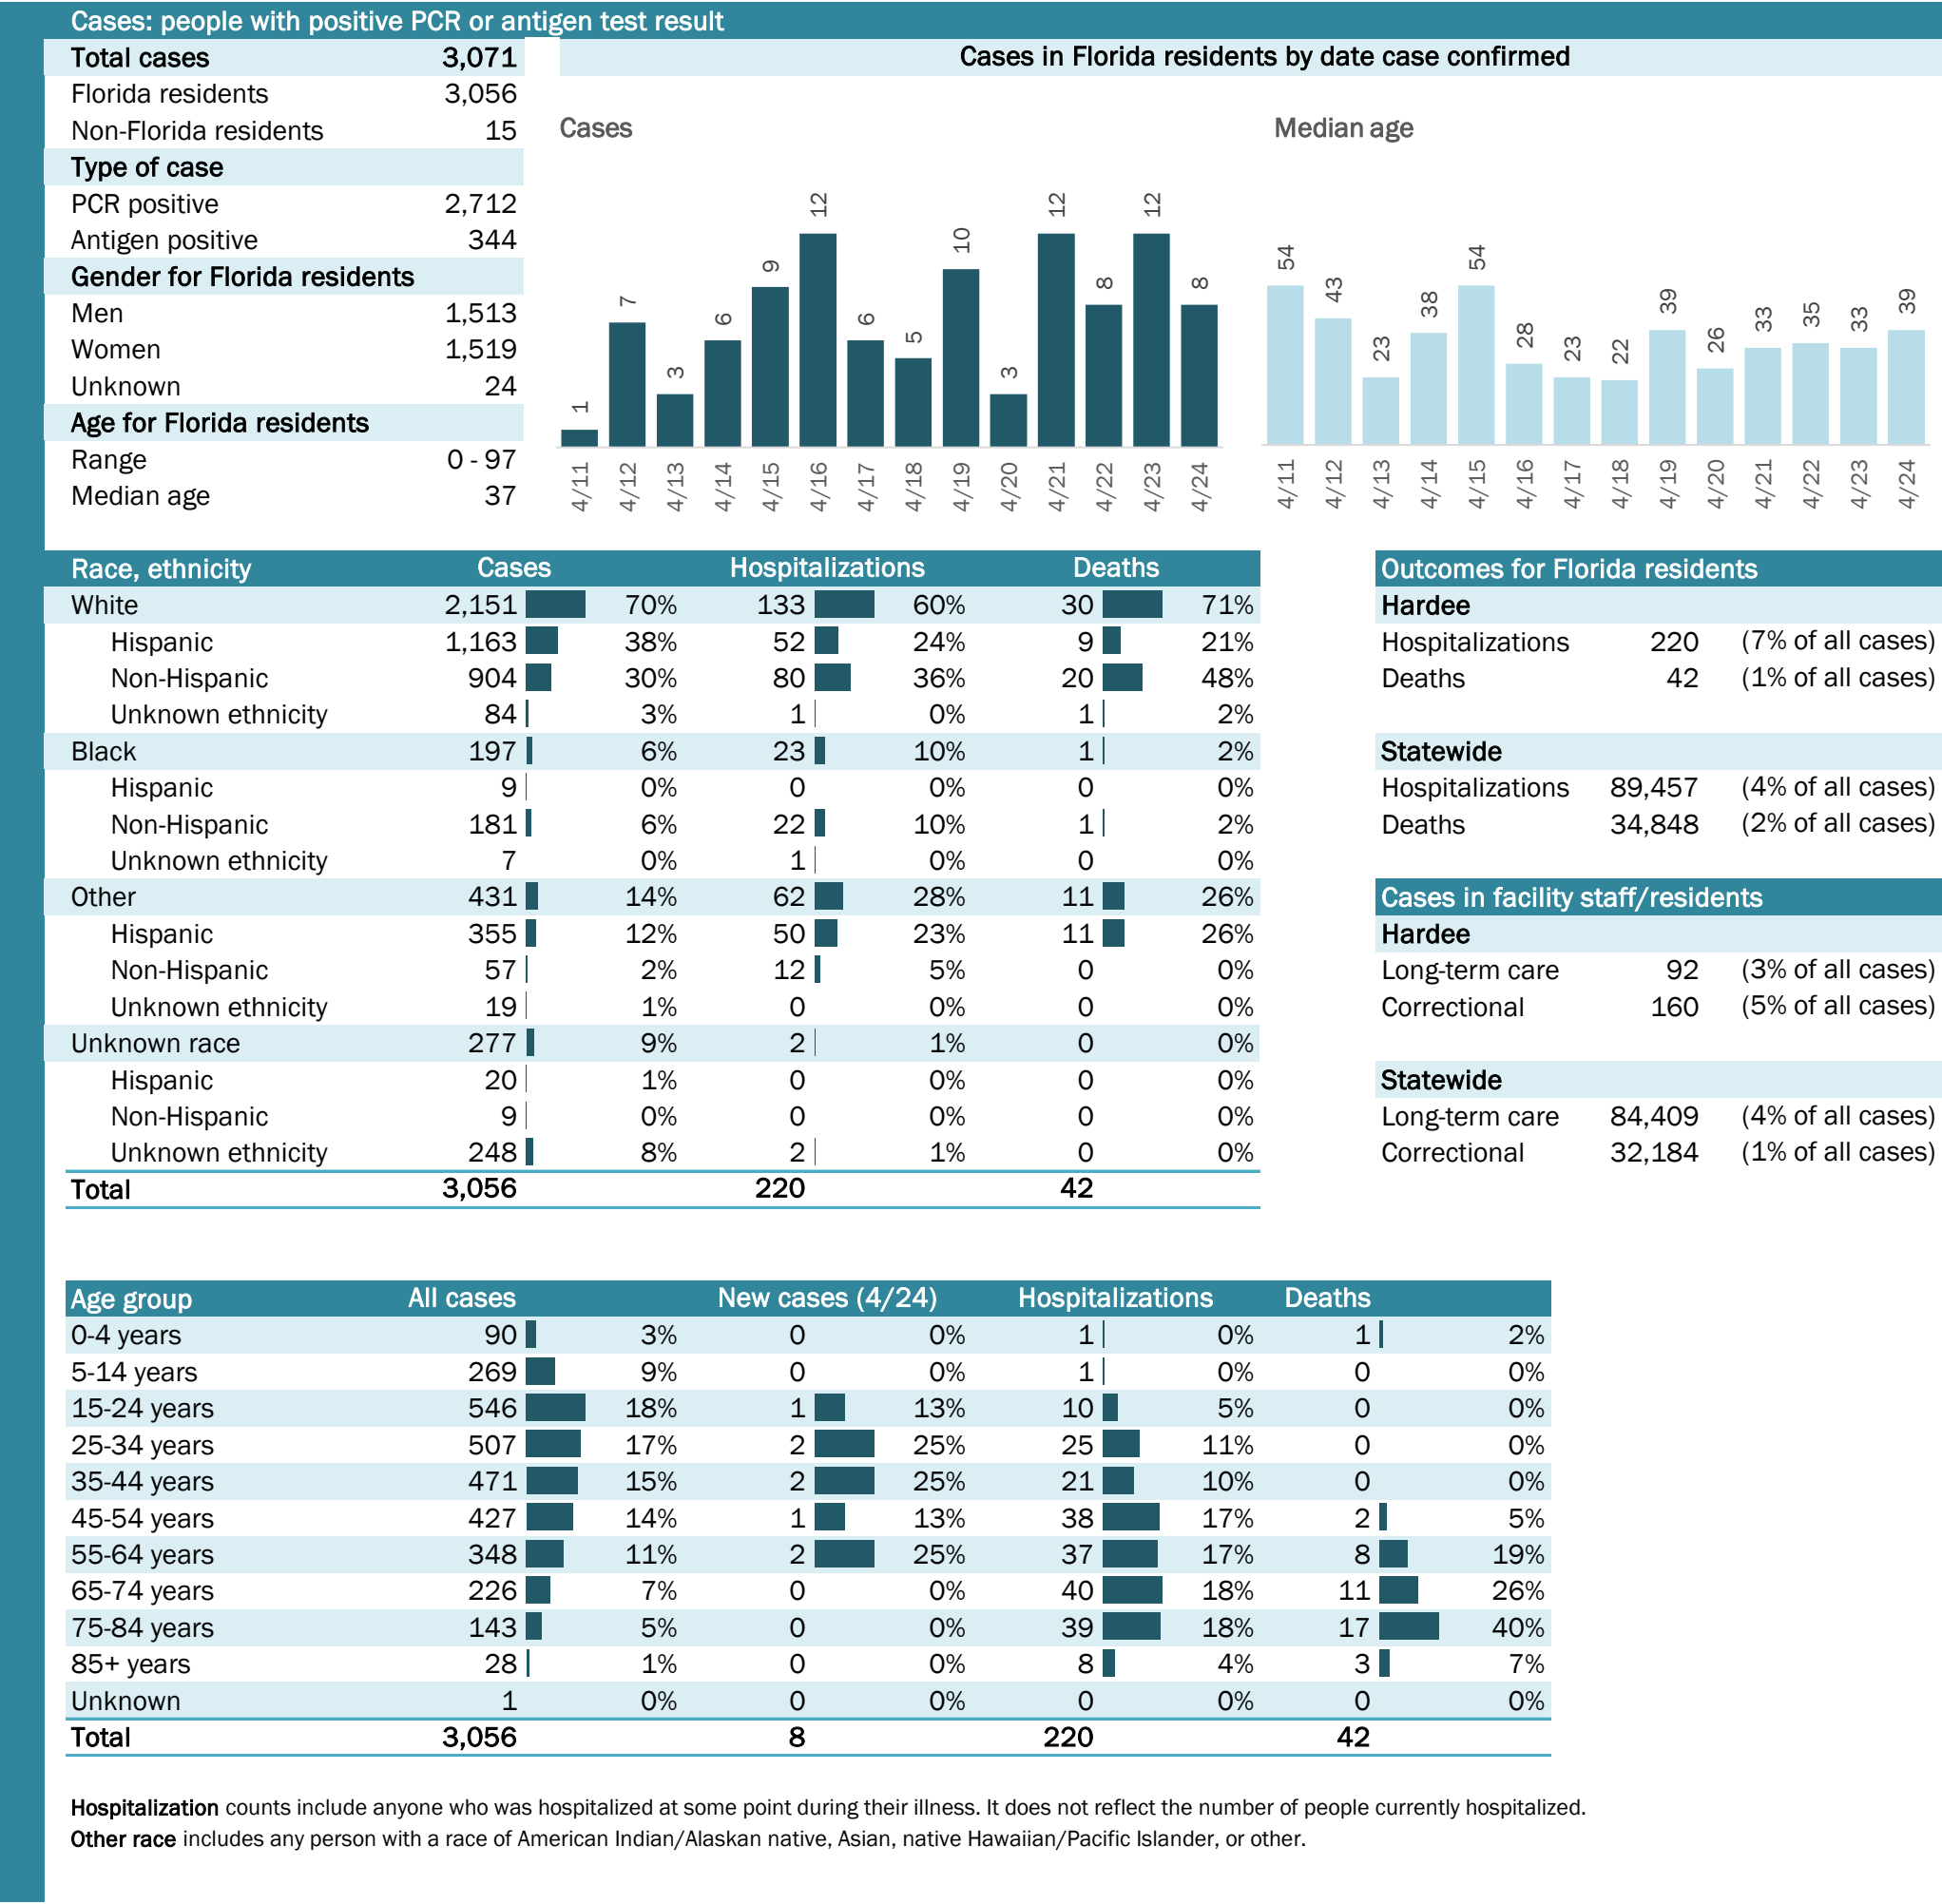 Cases: people with positive PCR or antigen test result
Total cases 3,071
Florida residents 3,056
Non-Florida residents 15
Type of case
PCR positive 2,712
Antigen positive 344
Gender for Florida residents
Men 1,513
Women 1,519
Unknown 24
Age for Florida residents
Range 0 - 97
Median age 37
Cases in Florida residents by date case confirmed
Cases
1 7 3 6 9 12 6 5 10 3 12 8 12 8
4/11 4/12 4/13 4/14 4/15 4/16 4/17 4/18 4/19 4/20 4/21 4/22 4/23 4/24
Median age
54 43 23 38 54 28 23 22 39 26 33 35 33 39
4/11 4/12 4/13 4/14 4/15 4/16 4/17 4/18 4/19 4/20 4/21 4/22 4/23 4/24
Race, ethnicity Cases Hospitalizations Deaths
White 2,151 70% 133 60% 30 71%
Hispanic 1,163 38% 52 24% 9 21%
Non-Hispanic 904 30% 80 36% 20 48%
Unknown ethnicity 84 3% 1 0% 1 2%
Black 197 6% 23 10% 1 2%
Hispanic 9 0% 0 0% 0 0%
Non-Hispanic 181 6% 22 10% 1 2%
Unknown ethnicity 7 0% 1 0% 0 0%
Other 431 14% 62 28% 11 26%
Hispanic 355 12% 50 23% 11 26%
Non-Hispanic 57 2% 12 5% 0 0%
Unknown ethnicity 19 1% 0 0% 0 0%
Unknown race 277 9% 2 1% 0 0%
Hispanic 20 1% 0 0% 0 0%
Non-Hispanic 9 0% 0 0% 0 0%
Unknown ethnicity 248 8% 2 1% 0 0%
Total 3,056 220 42
Outcomes for Florida residents
Hardee
Hospitalizations 220 (7% of all cases)
Deaths 42 (1% of all cases)
Statewide
Hospitalizations 89,457 (4% of all cases)
Deaths 34,848 (2% of all cases)
Cases in facility staff/residents
Hardee
Long-term care 92 (3% of all cases)
Correctional 160 (5% of all cases)
Statewide
Long-term care 84,409 (4% of all cases)
Correctional 32,184 (1% of all cases)
Age group All cases New cases (4/24) Hospitalizations Deaths
0-4 years 90 3% 0 0% 1 0% 1 2%
5-14 years 269 9% 0 0% 1 0% 0 0%
15-24 years 546 18% 1 13% 10 5% 0 0%
25-34 years 507 17% 2 25% 25 11% 0 0%
35-44 years 471 15% 2 25% 21 10% 0 0%
45-54 years 427 14% 1 13% 38 17% 2 5%
55-64 years 348 11% 2 25% 37 17% 8 19%
65-74 years 226 7% 0 0% 40 18% 11 26%
75-84 years 143 5% 0 0% 39 18% 17 40%
85+ years 28 1% 0 0% 8 4% 3 7%
Unknown 1 0% 0 0% 0 0% 0 0%
Total 3,056 8 220 42
Hospitalization counts include anyone who was hospitalized at some point during their illness. It does not reflect the number of people currently hospitalized.
Other race includes any person with a race of American Indian/Alaskan native, Asian, native Hawaiian/Pacific Islander, or other.